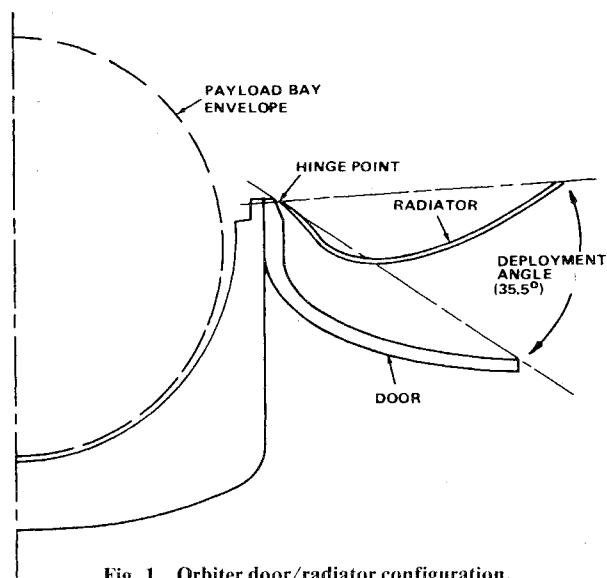 PAYLOAD BAY
ENVELOPE
HINGE POINT
RADIATOR
DEPLOYMENT
ANGLE
(35.5°)
DOOR
Fig. 1 Orbiter door/radiator configuration.